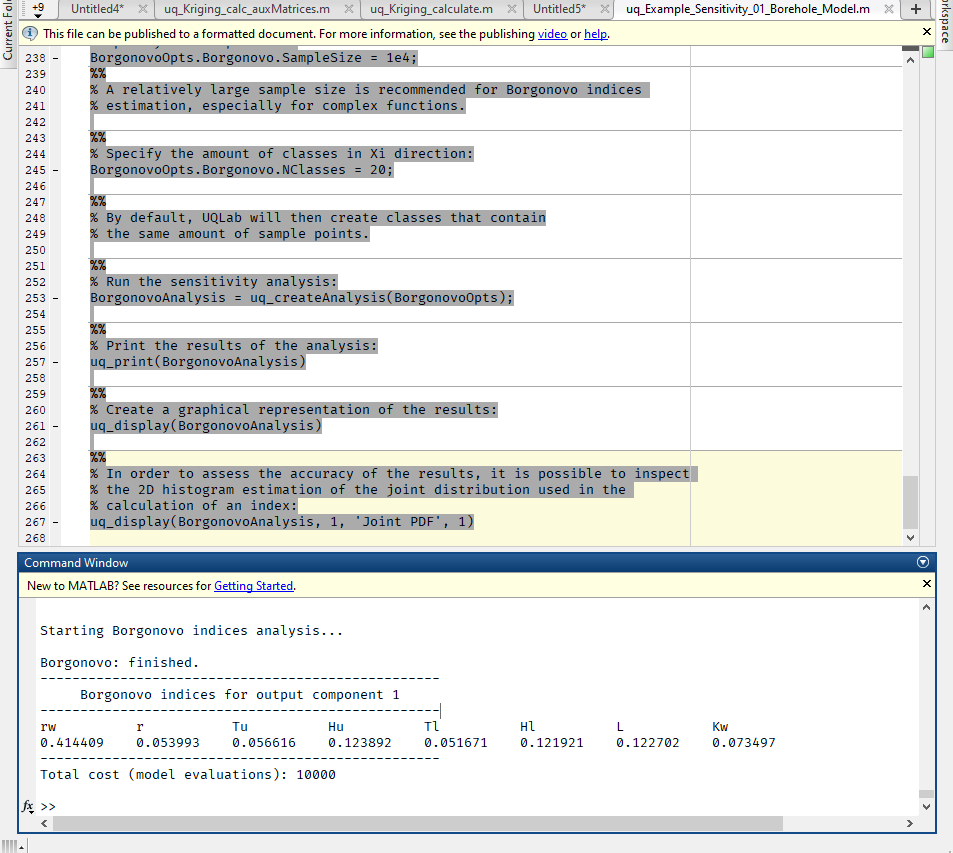 Current Fold
+9
Untitled4* × uq_Kriging_calc_auxMatrices.m × uq_Kriging_calculate.m × Untitled5* × uq_Example_Sensitivity_01_Borehole_Model.m × +
orkspace
This file can be published to a formatted document. For more information, see the publishing video or help. ×
238 – BorgonovoOpts.Borgonovo.SampleSize = 1e4;
239 %%
240 % A relatively large sample size is recommended for Borgonovo indices
241 % estimation, especially for complex functions.
242
243 %%
244 % Specify the amount of classes in Xi direction:
245 – BorgonovoOpts.Borgonovo.NClasses = 20;
246
247 %%
248 % By default, UQLab will then create classes that contain
249 % the same amount of sample points.
250
251 %%
252 % Run the sensitivity analysis:
253 – BorgonovoAnalysis = uq_createAnalysis(BorgonovoOpts);
254
255 %%
256 % Print the results of the analysis:
257 – uq_print(BorgonovoAnalysis)
258
259 %%
260 % Create a graphical representation of the results:
261 – uq_display(BorgonovoAnalysis)
262
263 %%
264 % In order to assess the accuracy of the results, it is possible to inspect
265 % the 2D histogram estimation of the joint distribution used in the
266 % calculation of an index:
267 – uq_display(BorgonovoAnalysis, 1, 'Joint PDF', 1)
268
Command Window
New to MATLAB? See resources for Getting Started. ×
Starting Borgonovo indices analysis...
Borgonovo: finished.
--------------------------------------------------
Borgonovo indices for output component 1
--------------------------------------------------
rw r Tu Hu Tl Hl L Kw
0.414409 0.053993 0.056616 0.123892 0.051671 0.121921 0.122702 0.073497
--------------------------------------------------
Total cost (model evaluations): 10000
fx >>